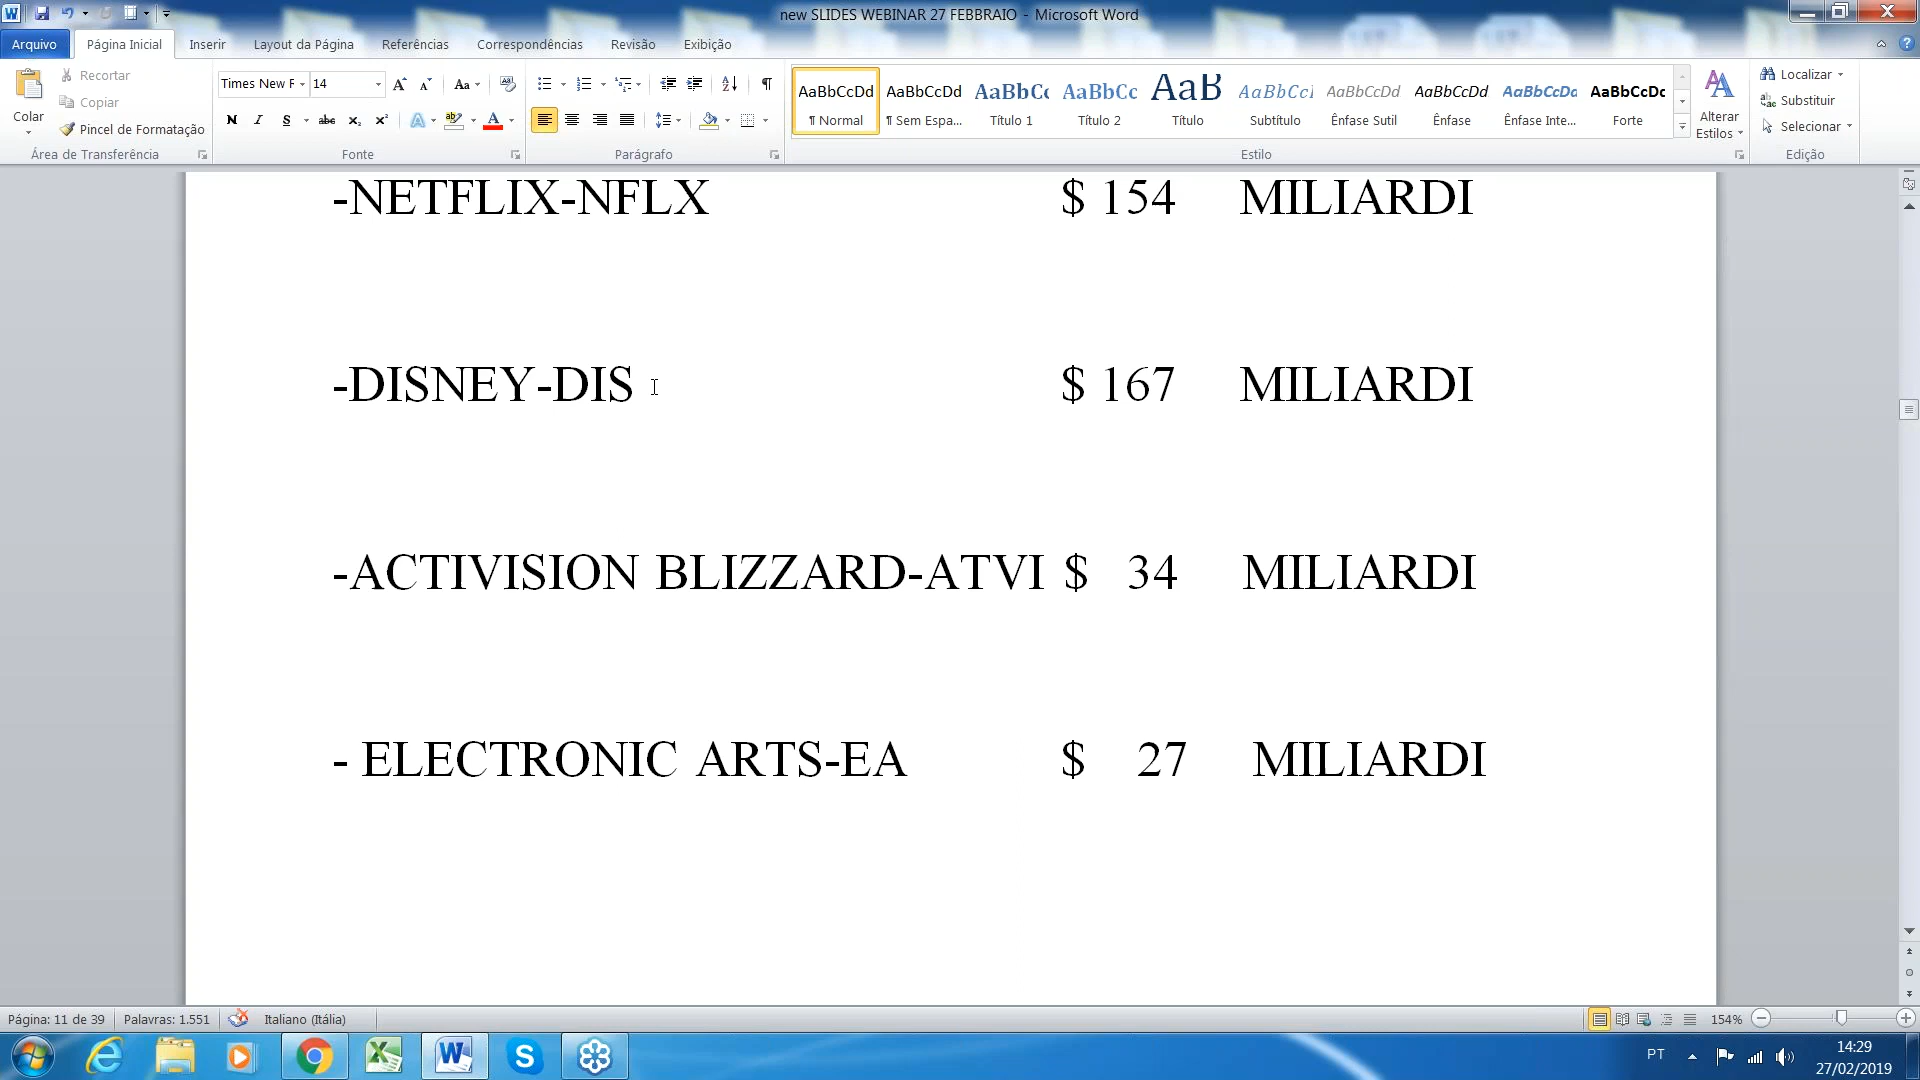 new SLIDES WEBINAR 27 FEBBRAIO - Microsoft Word
Arquivo Página Inicial Inserir Layout da Página Referências Correspondências Revisão Exibição
Colar
Recortar
Copiar
Pincel de Formatação
Área de Transferência
Times New F 14
Fonte
Parágrafo
AaBbCcDd AaBbCcDd AaBbCc AaBbCc AaB AaBbCcl AaBbCcDd AaBbCcDd AaBbCcDd AaBbCcDc
¶ Normal ¶ Sem Espa... Título 1 Título 2 Título Subtítulo Ênfase Sutil Ênfase Ênfase Inte... Forte
Estilo
Alterar
Estilos
Localizar
Substituir
Selecionar
Edição
-NETFLIX-NFLX $ 154 MILIARDI
-DISNEY-DIS $ 167 MILIARDI
-ACTIVISION BLIZZARD-ATVI $ 34 MILIARDI
- ELECTRONIC ARTS-EA $ 27 MILIARDI
Página: 11 de 39 Palavras: 1.551 Italiano (Itália) 154%
PT
14:29
27/02/2019